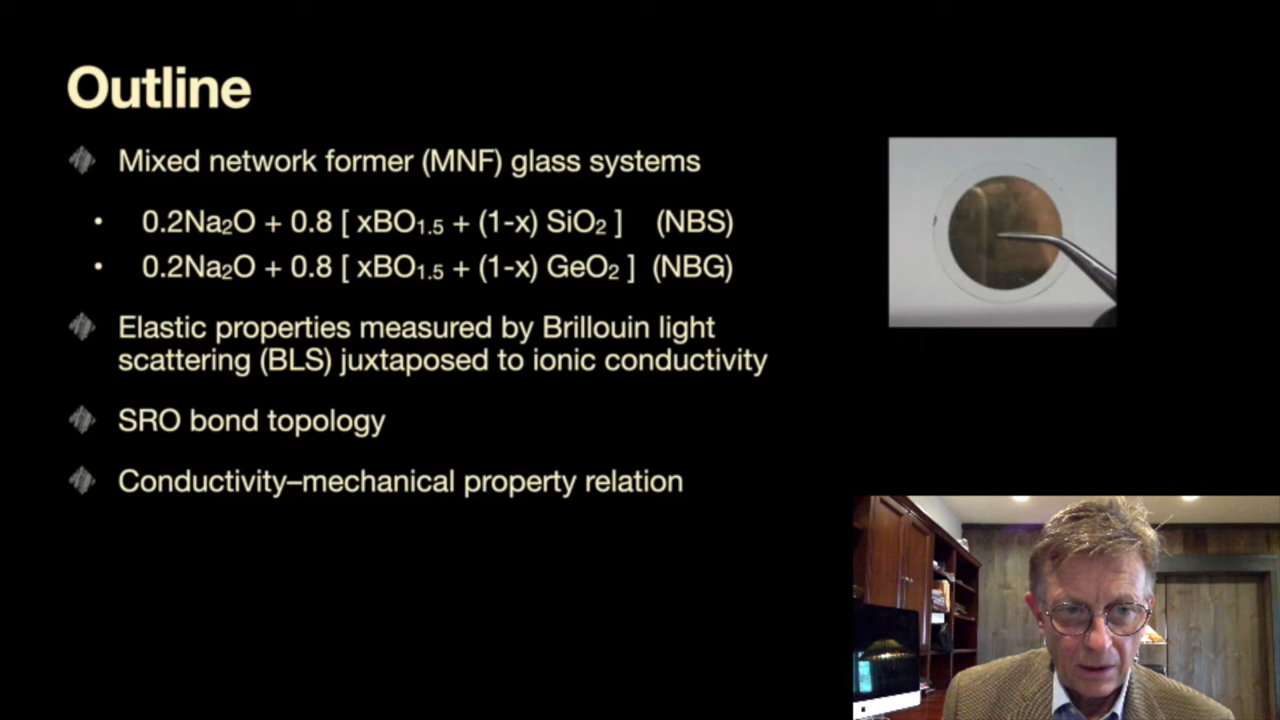 Outline
Mixed network former (MNF) glass systems
• 0.2Na₂O + 0.8 [ xBO₁.₅ + (1-x) SiO₂ ] (NBS)
• 0.2Na₂O + 0.8 [ xBO₁.₅ + (1-x) GeO₂ ] (NBG)
Elastic properties measured by Brillouin light
scattering (BLS) juxtaposed to ionic conductivity
SRO bond topology
Conductivity–mechanical property relation